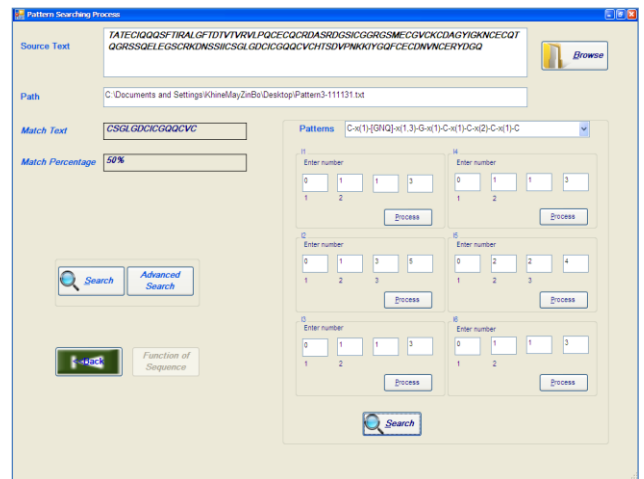 Pattern Searching Process
Source Text
TATECIQQQSFTIRALGFTDTVTVRVLPQCECQCRDASRDGSICGGRGSMECGVCKCDAGYIGKNCECQT
QGRSSQELEGSCRKDNSSIICSGLGDCICGQQCVCHTSDVPNKKIYGQFCECDNVNCERYDGQ
Browse
Path
C:\Documents and Settings\KhineMayZinBo\Desktop\Pattern3-111131.txt
Match Text
CSGLGDCICGQQCVC
Match Percentage
50%
Patterns
C-x(1)-[GNQ]-x(1,3)-G-x(1)-C-x(1)-C-x(2)-C-x(1)-C
I1
Enter number
0 1 1 3
1 2
Process
I4
Enter number
0 1 1 3
1 2
Process
I2
Enter number
0 1 3 5
1 2 3
Process
I5
Enter number
0 2 2 4
1 2 3
Process
I3
Enter number
0 1 1 3
1 2
Process
I6
Enter number
0 1 1 3
1 2
Process
Search
Advanced
Search
<<Back
Function of
Sequence
Search